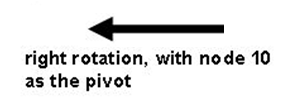 right rotation, with node 10
as the pivot